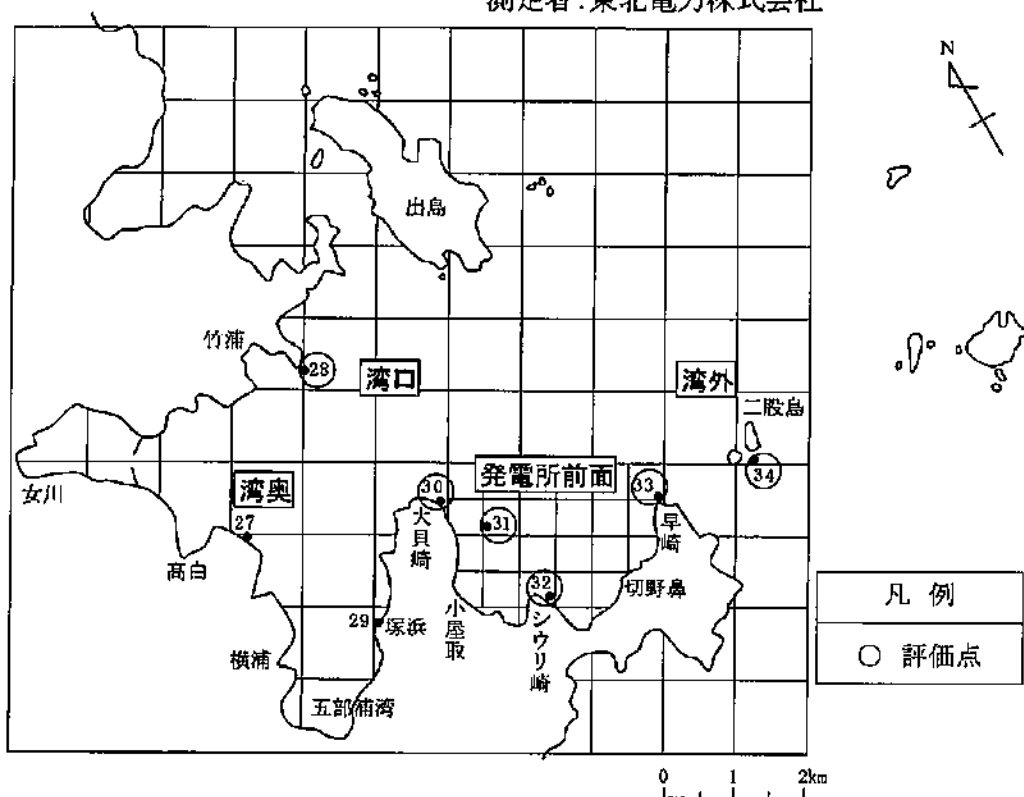 測定者:東北電力株式会社
N
出島
竹浦
28
湾口
湾外
二股島
34
女川
湾奥
発電所前面
30
33
31
大貝崎
早崎
27
高白
32
切野鼻
凡 例
○ 評価点
29
塚浜
小屋取
シウリ崎
横浦
五部浦湾
0 1 2km